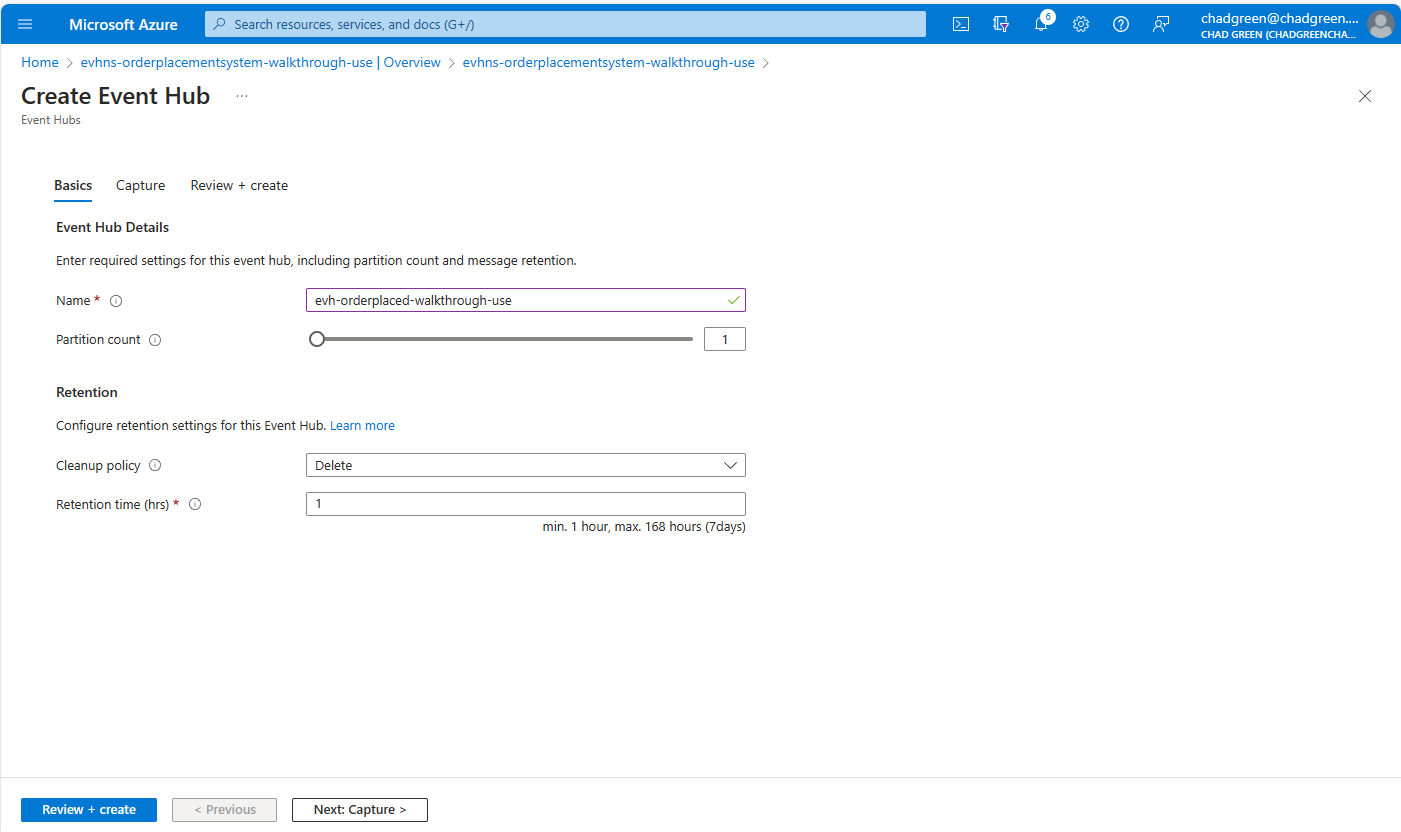 Microsoft Azure
Search resources, services, and docs (G+/)
6
chadgreen@chadgreen....
CHAD GREEN (CHADGREENCHA...
Home > evhns-orderplacementsystem-walkthrough-use | Overview > evhns-orderplacementsystem-walkthrough-use >
Create Event Hub ...
Event Hubs
Basics Capture Review + create
Event Hub Details
Enter required settings for this event hub, including partition count and message retention.
Name * evh-orderplaced-walkthrough-use
Partition count 1
Retention
Configure retention settings for this Event Hub. Learn more
Cleanup policy Delete
Retention time (hrs) * 1
min. 1 hour, max. 168 hours (7days)
Review + create < Previous Next: Capture >